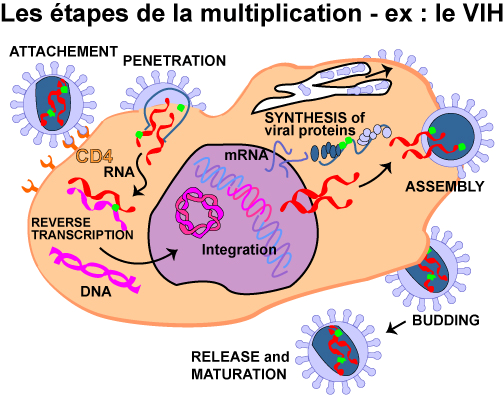 Les étapes de la multiplication - ex : le VIH
ATTACHEMENT
PENETRATION
CD4
RNA
REVERSE
TRANSCRIPTION
DNA
Integration
mRNA
SYNTHESIS of
viral proteins
ASSEMBLY
BUDDING
RELEASE and
MATURATION